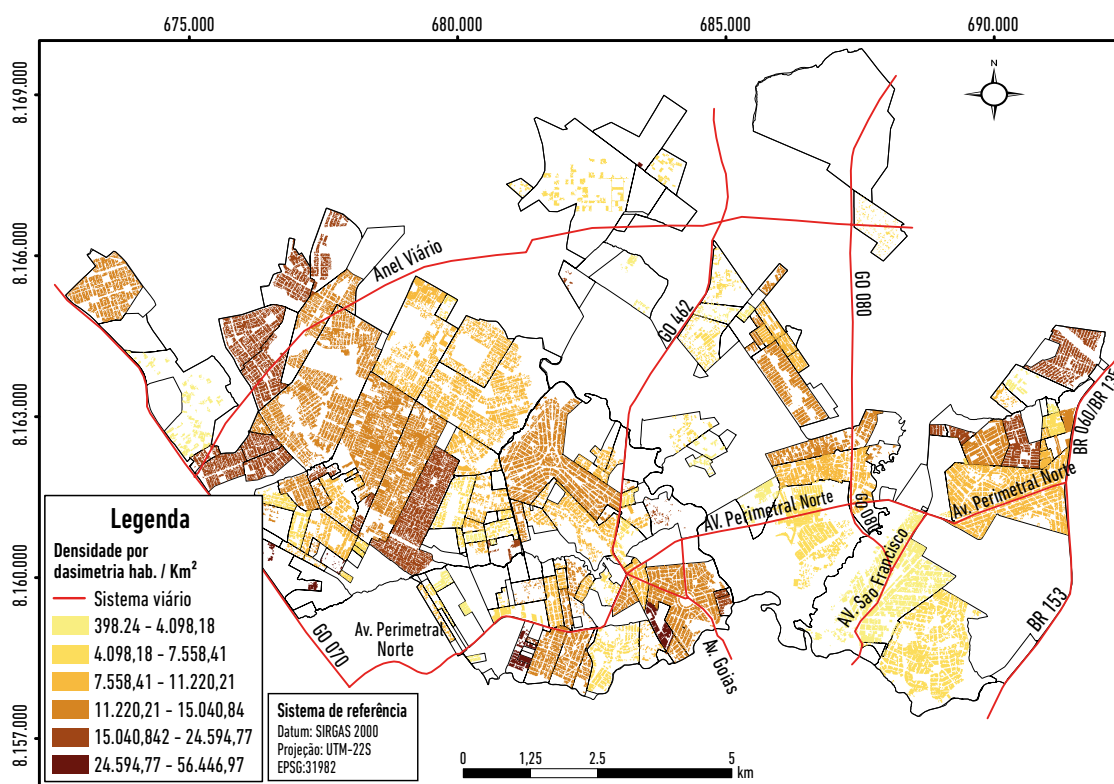 675.000
680.000
685.000
690.000
N
8.169.000
8.166.000
8.163.000
8.160.000
8.157.000
Anel Viário
GO 462
GO 080
BR 060/BR 135
Av. Perimetral Norte
Av. Perimetral Norte
GO 080
AV. Sao Francisco
BR 153
Av. Goias
Av. Perimetral
Norte
GO 070
Legenda
Densidade por
dasimetria hab. / Km²
Sistema viário
398.24 - 4.098,18
4.098,18 - 7.558,41
7.558,41 - 11.220,21
11.220,21 - 15.040,84
15.040,842 - 24.594,77
24.594,77 - 56.446,97
Sistema de referência
Datum: SIRGAS 2000
Projeção: UTM-22S
EPSG:31982
0 1,25 2.5 5
km